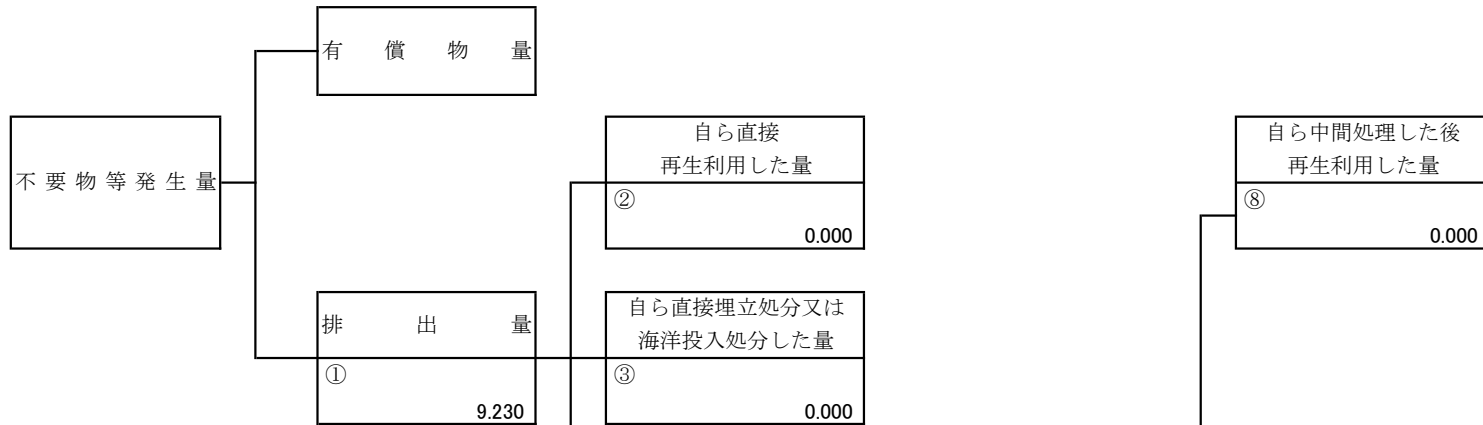 有償物量
不要物等発生量
自ら直接
再生利用した量
②
0.000
自ら中間処理した後
再生利用した量
⑧
0.000
排出量
①
9.230
自ら直接埋立処分又は
海洋投入処分した量
③
0.000